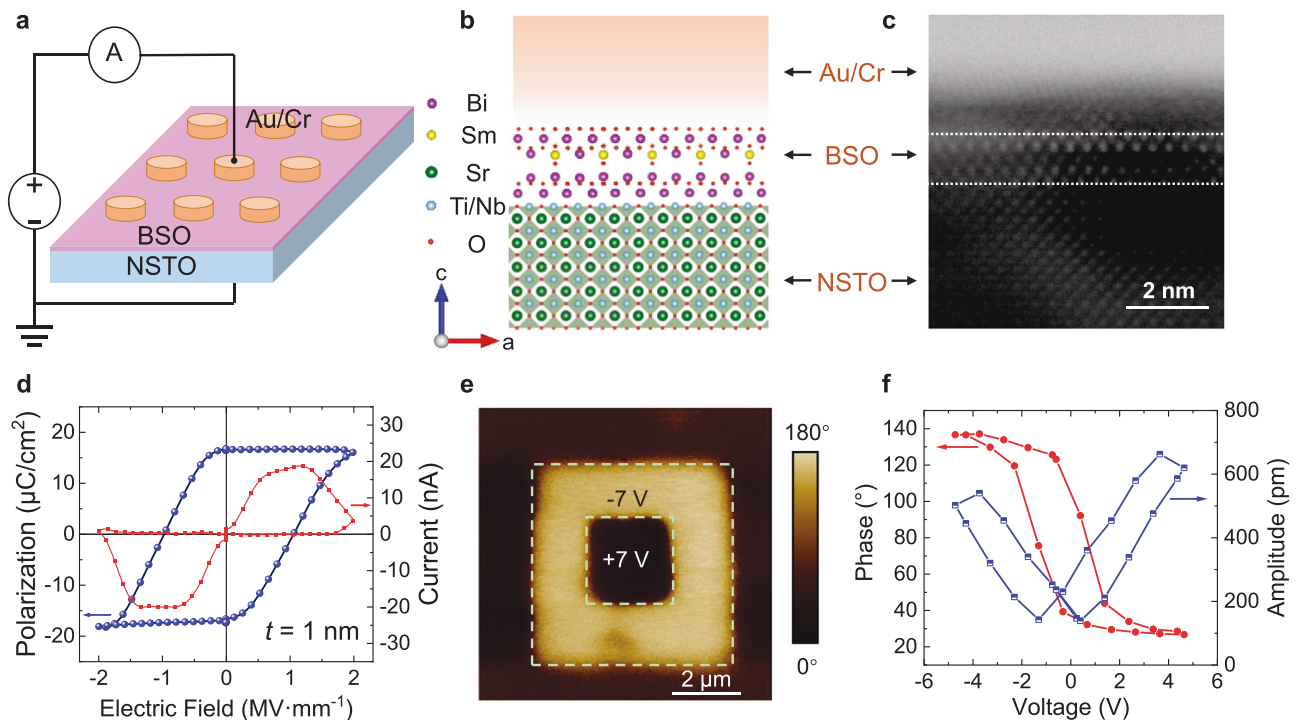 a
A
Au/Cr
+
-
BSO
NSTO
b
Bi
Sm
Sr
Ti/Nb
O
c
a
Au/Cr
BSO
NSTO
c
2 nm
d
Polarization (µC/cm²)
20
10
0
-10
-20
-2
-1
0
1
2
Electric Field (MV·mm⁻¹)
30
20
10
0
-10
-20
-30
Current (nA)
t = 1 nm
e
-7 V
+7 V
2 µm
180°
0°
f
Phase (°)
140°
120°
100°
80°
60°
40°
20°
-6
-4
-2
0
2
4
6
Voltage (V)
800
600
400
200
0
Amplitude (pm)